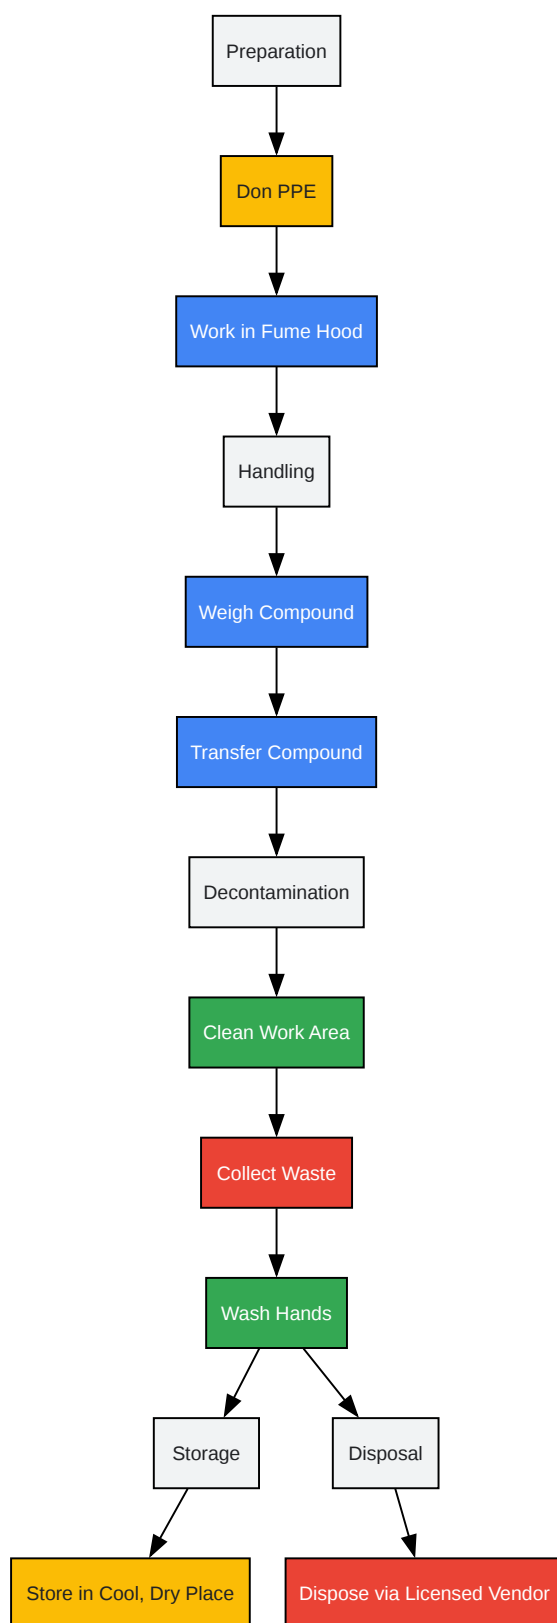 Preparation
Don PPE
Work in Fume Hood
Handling
Weigh Compound
Transfer Compound
Decontamination
Clean Work Area
Collect Waste
Wash Hands
Storage
Disposal
Store in Cool, Dry Place
Dispose via Licensed Vendor